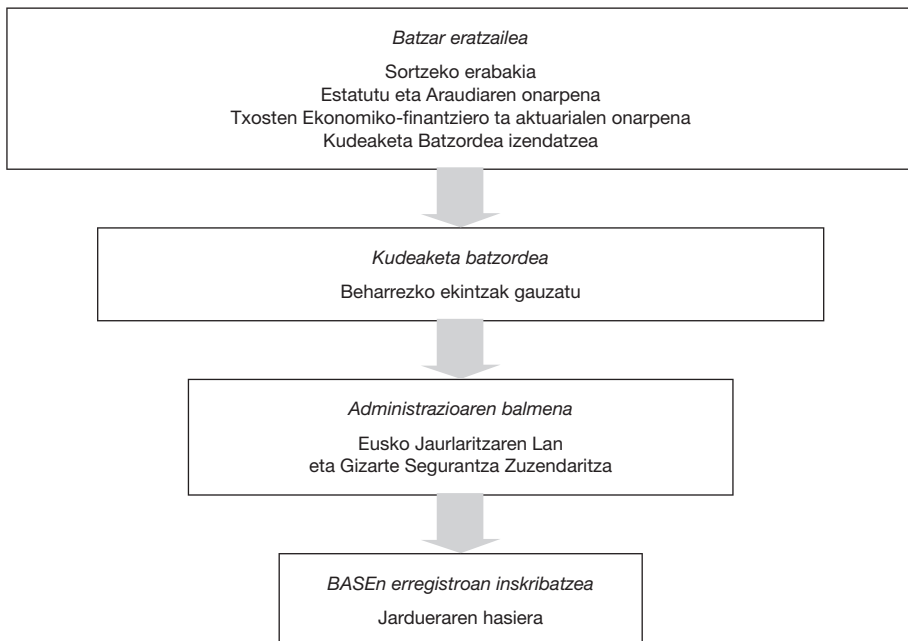 Batzar eratzailea
Sortzeko erabakia
Estatutu eta Araudiaren onarpena
Txosten Ekonomiko-finantziero ta aktuarialen onarpena
Kudeaketa Batzordea izendatzea
Kudeaketa batzordea
Beharrezko ekintzak gauzatu
Administrazioaren balmena
Eusko Jaurlaritzaren Lan
eta Gizarte Segurantza Zuzendaritza
BASEn erregistroan inskribatzea
Jardueraren hasiera